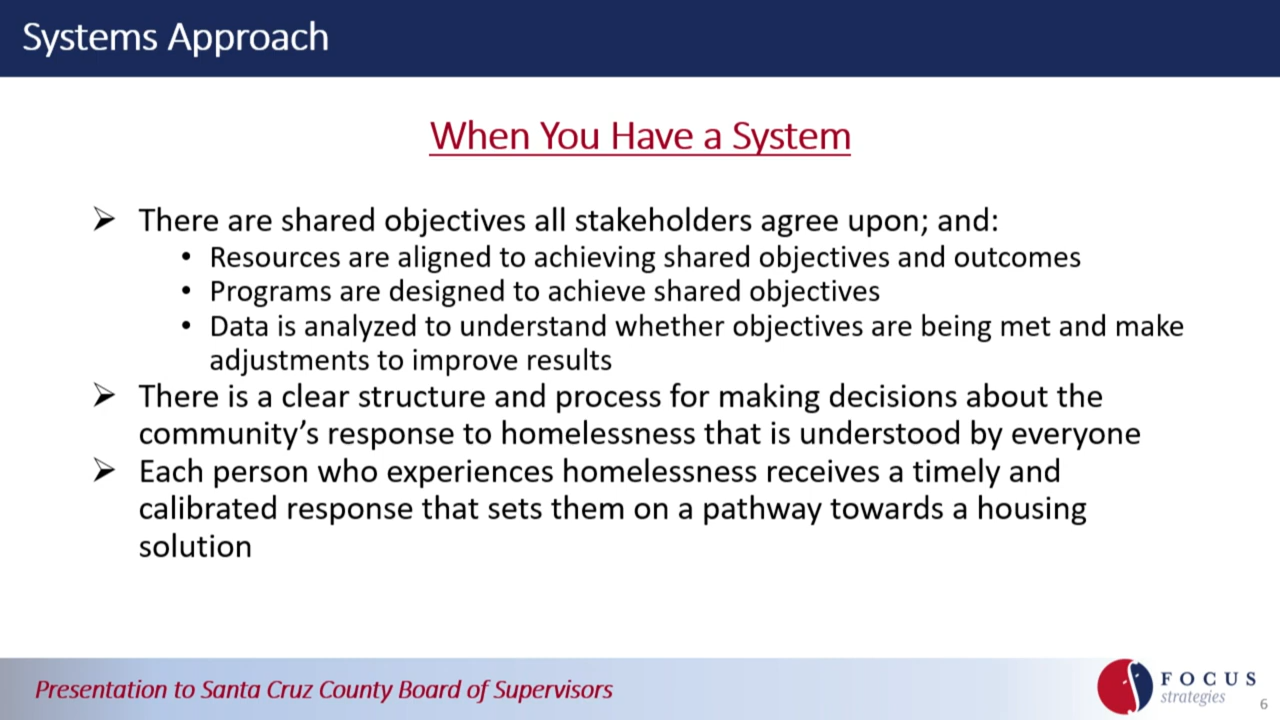 Systems Approach
When You Have a System
➢ There are shared objectives all stakeholders agree upon; and:
• Resources are aligned to achieving shared objectives and outcomes
• Programs are designed to achieve shared objectives
• Data is analyzed to understand whether objectives are being met and make
adjustments to improve results
➢ There is a clear structure and process for making decisions about the
community’s response to homelessness that is understood by everyone
➢ Each person who experiences homelessness receives a timely and
calibrated response that sets them on a pathway towards a housing
solution
Presentation to Santa Cruz County Board of Supervisors
FOCUS
strategies
6